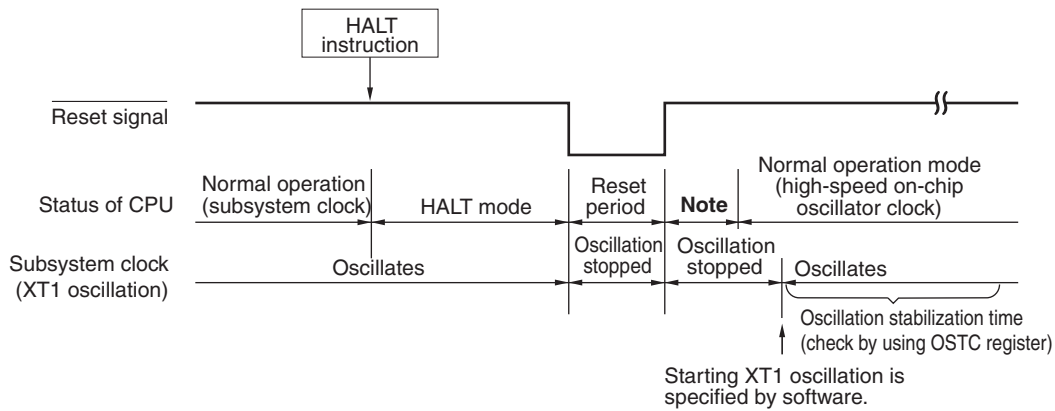 HALT
instruction
Reset signal
Status of CPU
Normal operation
(subsystem clock)
HALT mode
Reset
period
Note
Normal operation mode
(high-speed on-chip
oscillator clock)
Subsystem clock
(XT1 oscillation)
Oscillates
Oscillation
stopped
Oscillation
stopped
Oscillates
Oscillation stabilization time
(check by using OSTC register)
Starting XT1 oscillation is
specified by software.